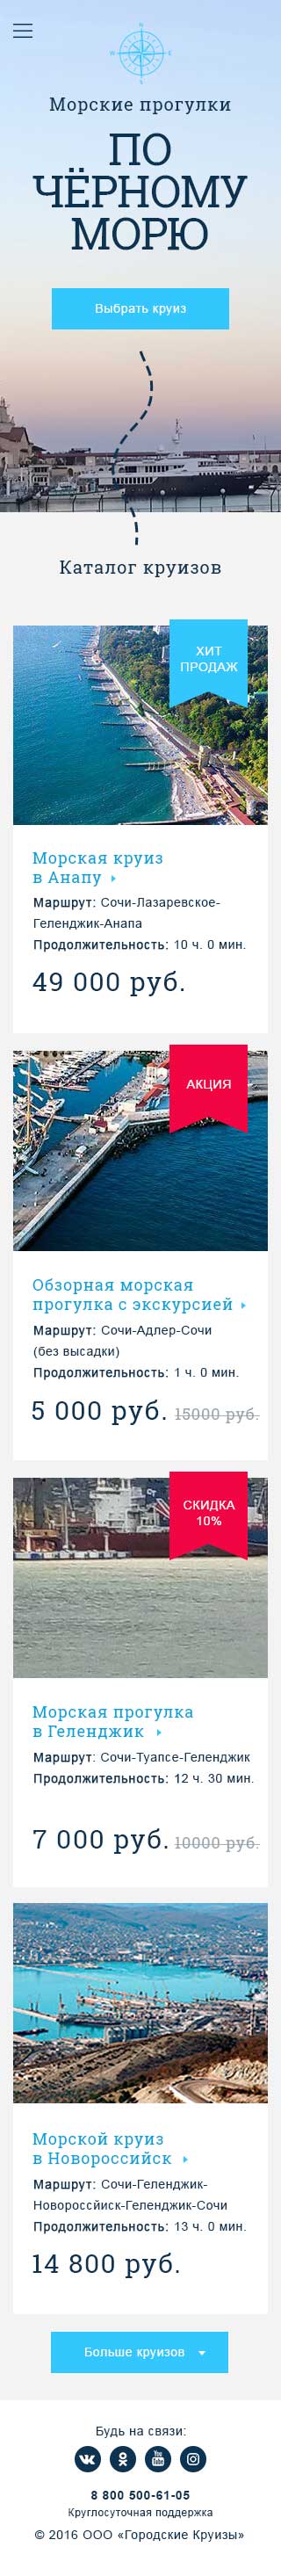 Морские прогулки
ПО
ЧЁРНОМУ
МОРЮ
Выбрать круиз
Каталог круизов
ХИТ
ПРОДАЖ
Морская круиз
в Анапу
Маршрут: Сочи-Лазаревское-
Геленджик-Анапа
Продолжительность: 10 ч. 0 мин.
49 000 руб.
АКЦИЯ
Обзорная морская
прогулка с экскурсией
Маршрут: Сочи-Адлер-Сочи
(без высадки)
Продолжительность: 1 ч. 0 мин.
5 000 руб. 15000 руб.
СКИДКА
10%
Морская прогулка
в Геленджик
Маршрут: Сочи-Туапсе-Геленджик
Продолжительность: 12 ч. 30 мин.
7 000 руб. 10000 руб.
Морской круиз
в Новороссийск
Маршрут: Сочи-Геленджик-
Новороссйиск-Геленджик-Сочи
Продолжительность: 13 ч. 0 мин.
14 800 руб.
Больше круизов
Будь на связи:
You Tube
8 800 500-61-05
Круглосуточная поддержка
© 2016 ООО «Городские Круизы»